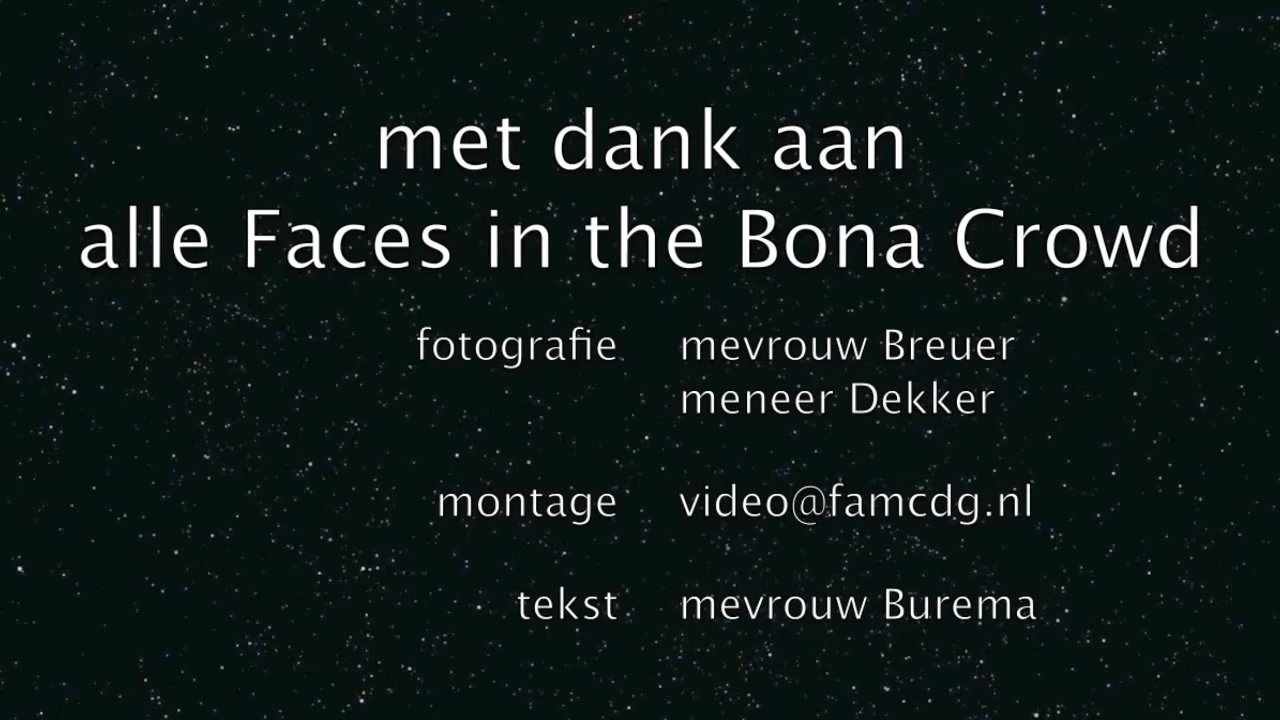 met dank aan
alle Faces in the Bona Crowd
fotografie mevrouw Breuer
meneer Dekker
montage video@famcdg.nl
tekst mevrouw Burema